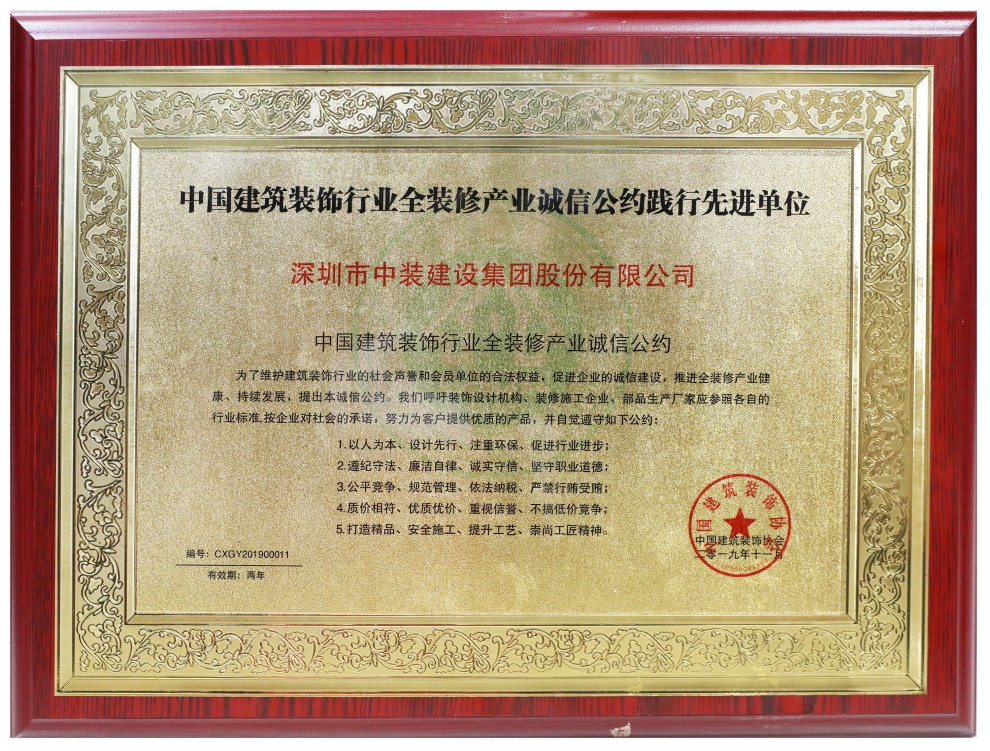 中国建筑装饰行业全装修产业诚信公约践行先进单位
深圳市中装建设集团股份有限公司
中国建筑装饰行业全装修产业诚信公约
为了维护建筑装饰行业的社会声誉和会员单位的合法权益，促进企业的诚信建设，推进全装修产业健
康、持续发展，提出本诚信公约。我们呼吁装饰设计机构、装修施工企业、部品生产厂家应参照各自的
行业标准,按企业对社会的承诺，努力为客户提供优质的产品，并自觉遵守如下公约：
1.以人为本、设计先行、注重环保、促进行业进步；
2.遵纪守法、廉洁自律、诚实守信、坚守职业道德；
3.公平竞争、规范管理、依法纳税、严禁行贿受贿；
4.质价相符、优质优价、重视信誉、不搞低价竞争；
5.打造精品、安全施工、提升工艺、崇尚工匠精神。
编号：CXGY201900011
有效期：两年
中国建筑装饰协会
中国建筑装饰协会
二零一九年十一月